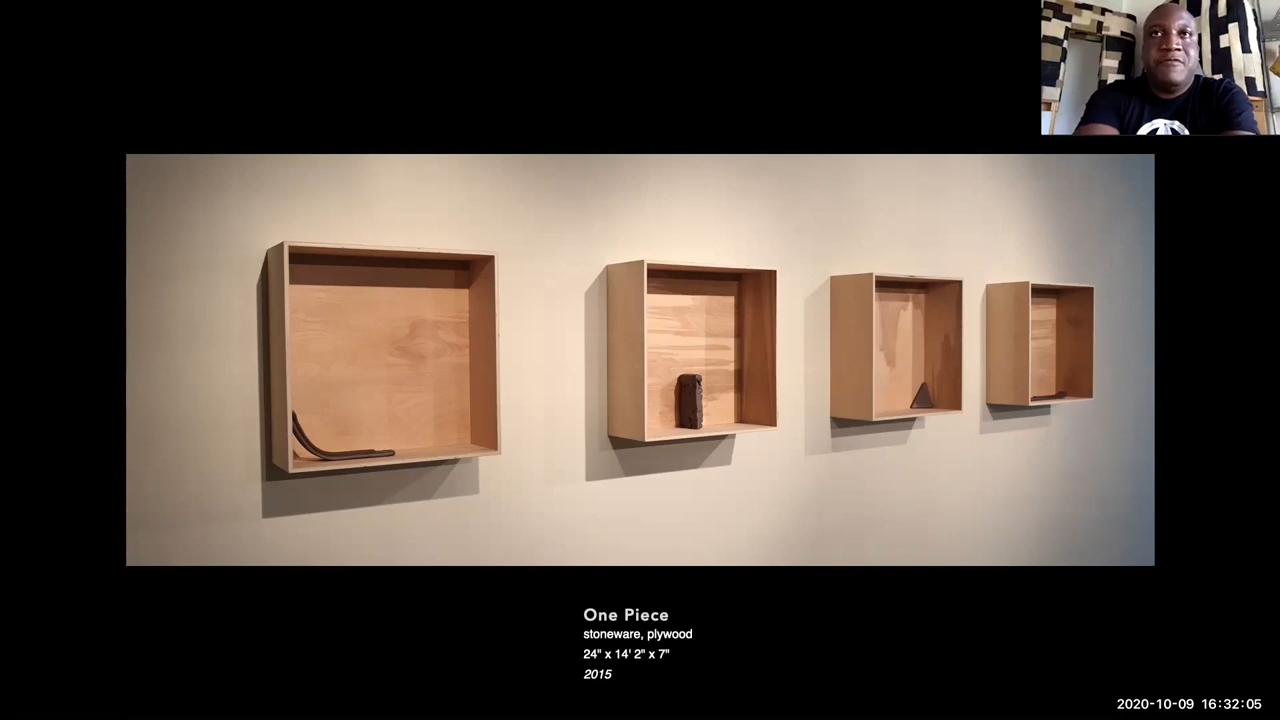 One Piece
stoneware, plywood
24" x 14' 2" x 7"
2015
2020-10-09 16:32:05